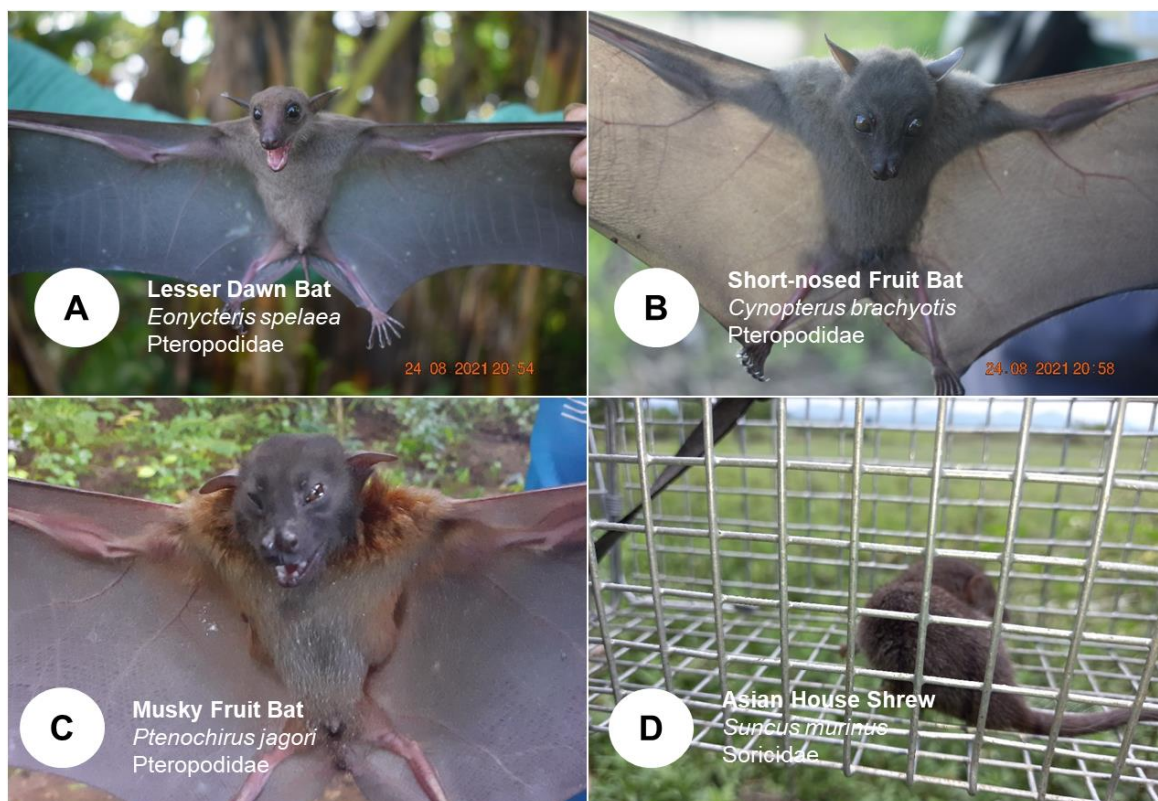 A
Lesser Dawn Bat
Eonycteris spelaea
Pteropodidae
24 08 2021 20:54
B
Short-nosed Fruit Bat
Cynopterus brachyotis
Pteropodidae
24 08 2021 20:58
C
Musky Fruit Bat
Ptenochirus jagori
Pteropodidae
D
Asian House Shrew
Suncus murinus
Soricidae